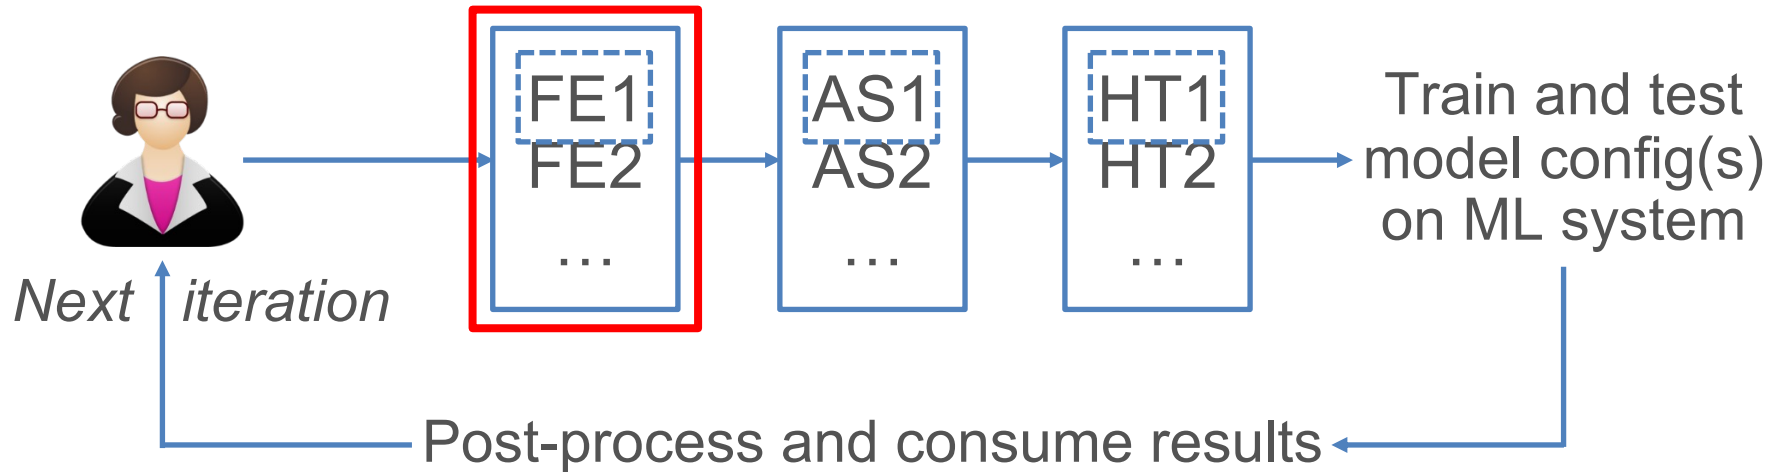 FE1
FE2
…
AS1
AS2
…
HT1
HT2
…
Train and test
model config(s)
on ML system
Next iteration
Post-process and consume results